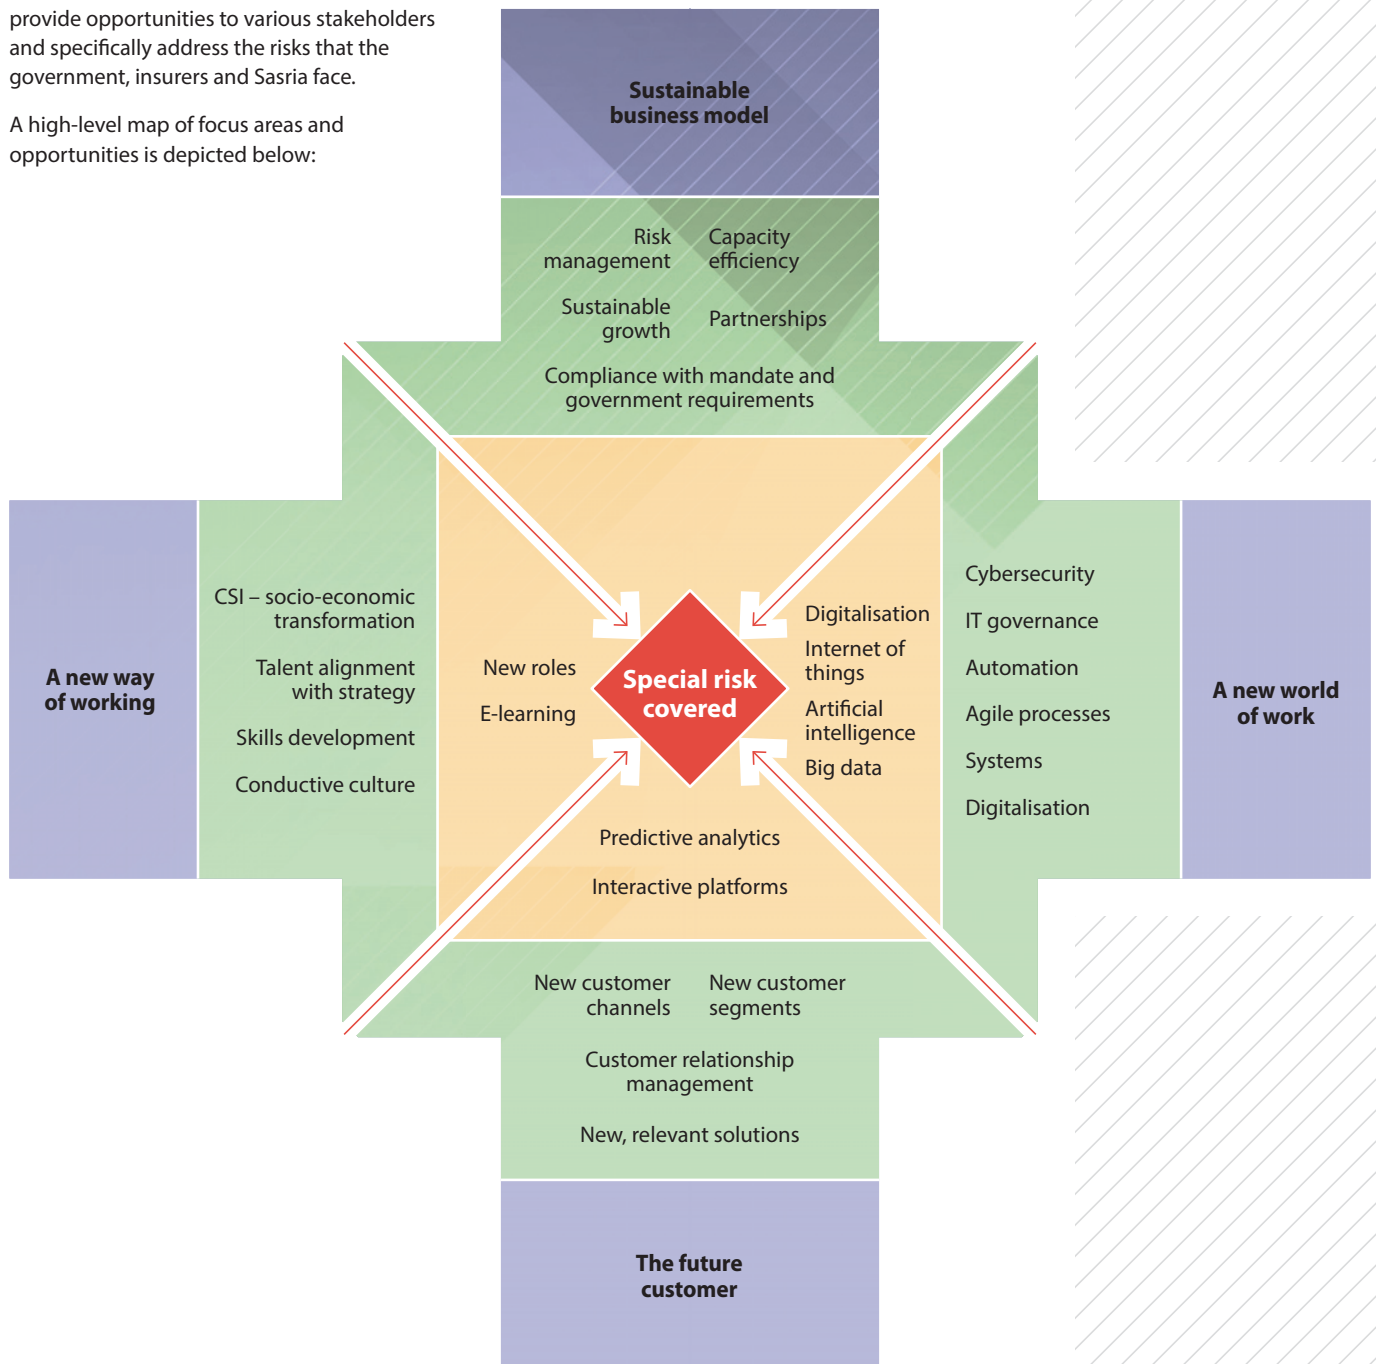 provide opportunities to various stakeholders
and specifically address the risks that the
government, insurers and Sasria face.
A high-level map of focus areas and
opportunities is depicted below:
Sustainable
business model
Risk
management
Capacity
efficiency
Sustainable
growth
Partnerships
Compliance with mandate and
government requirements
A new way
of working
CSI – socio-economic
transformation
Talent alignment
with strategy
Skills development
Conductive culture
New roles
E-learning
Special risk
covered
Digitalisation
Internet of
things
Artificial
intelligence
Big data
Cybersecurity
IT governance
Automation
Agile processes
Systems
Digitalisation
A new world
of work
Predictive analytics
Interactive platforms
New customer
channels
New customer
segments
Customer relationship
management
New, relevant solutions
The future
customer